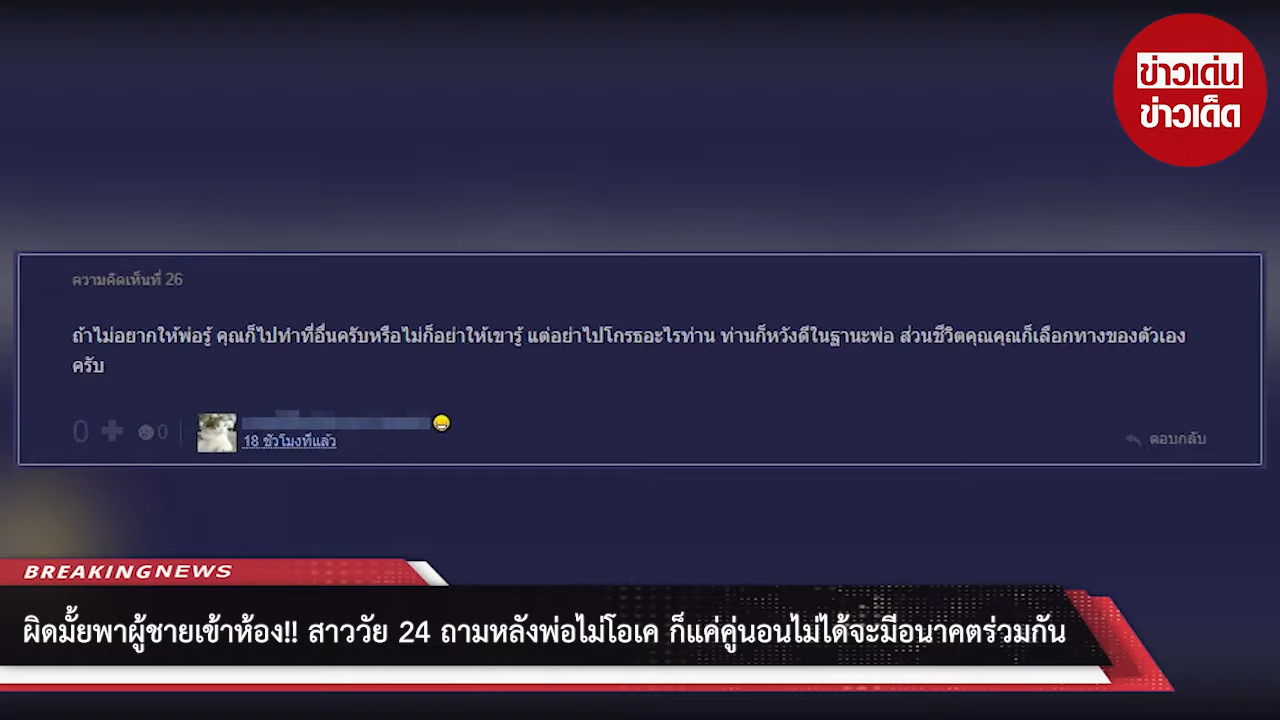 ข่าวเด่น
ข่าวเด็ด
ความคิดเห็นที่ 26
ถ้าไม่อยากให้พ่อรู้ คุณก็ไปทำที่อื่นครับหรือไม่ก็อย่าให้เขารู้ แต่อย่าไปโกรธอะไรท่าน ท่านก็หวังดีในฐานะพ่อ ส่วนชีวิตคุณคุณก็เลือกทางของตัวเอง
ครับ
0 0
18 ชั่วโมงที่แล้ว
ตอบกลับ
BREAKINGNEWS
ผิดมั้ยพาผู้ชายเข้าห้อง!! สาววัย 24 ถามหลังพ่อไม่โอเค ก็แค่คู่นอนไม่ได้จะมีอนาคตร่วมกัน